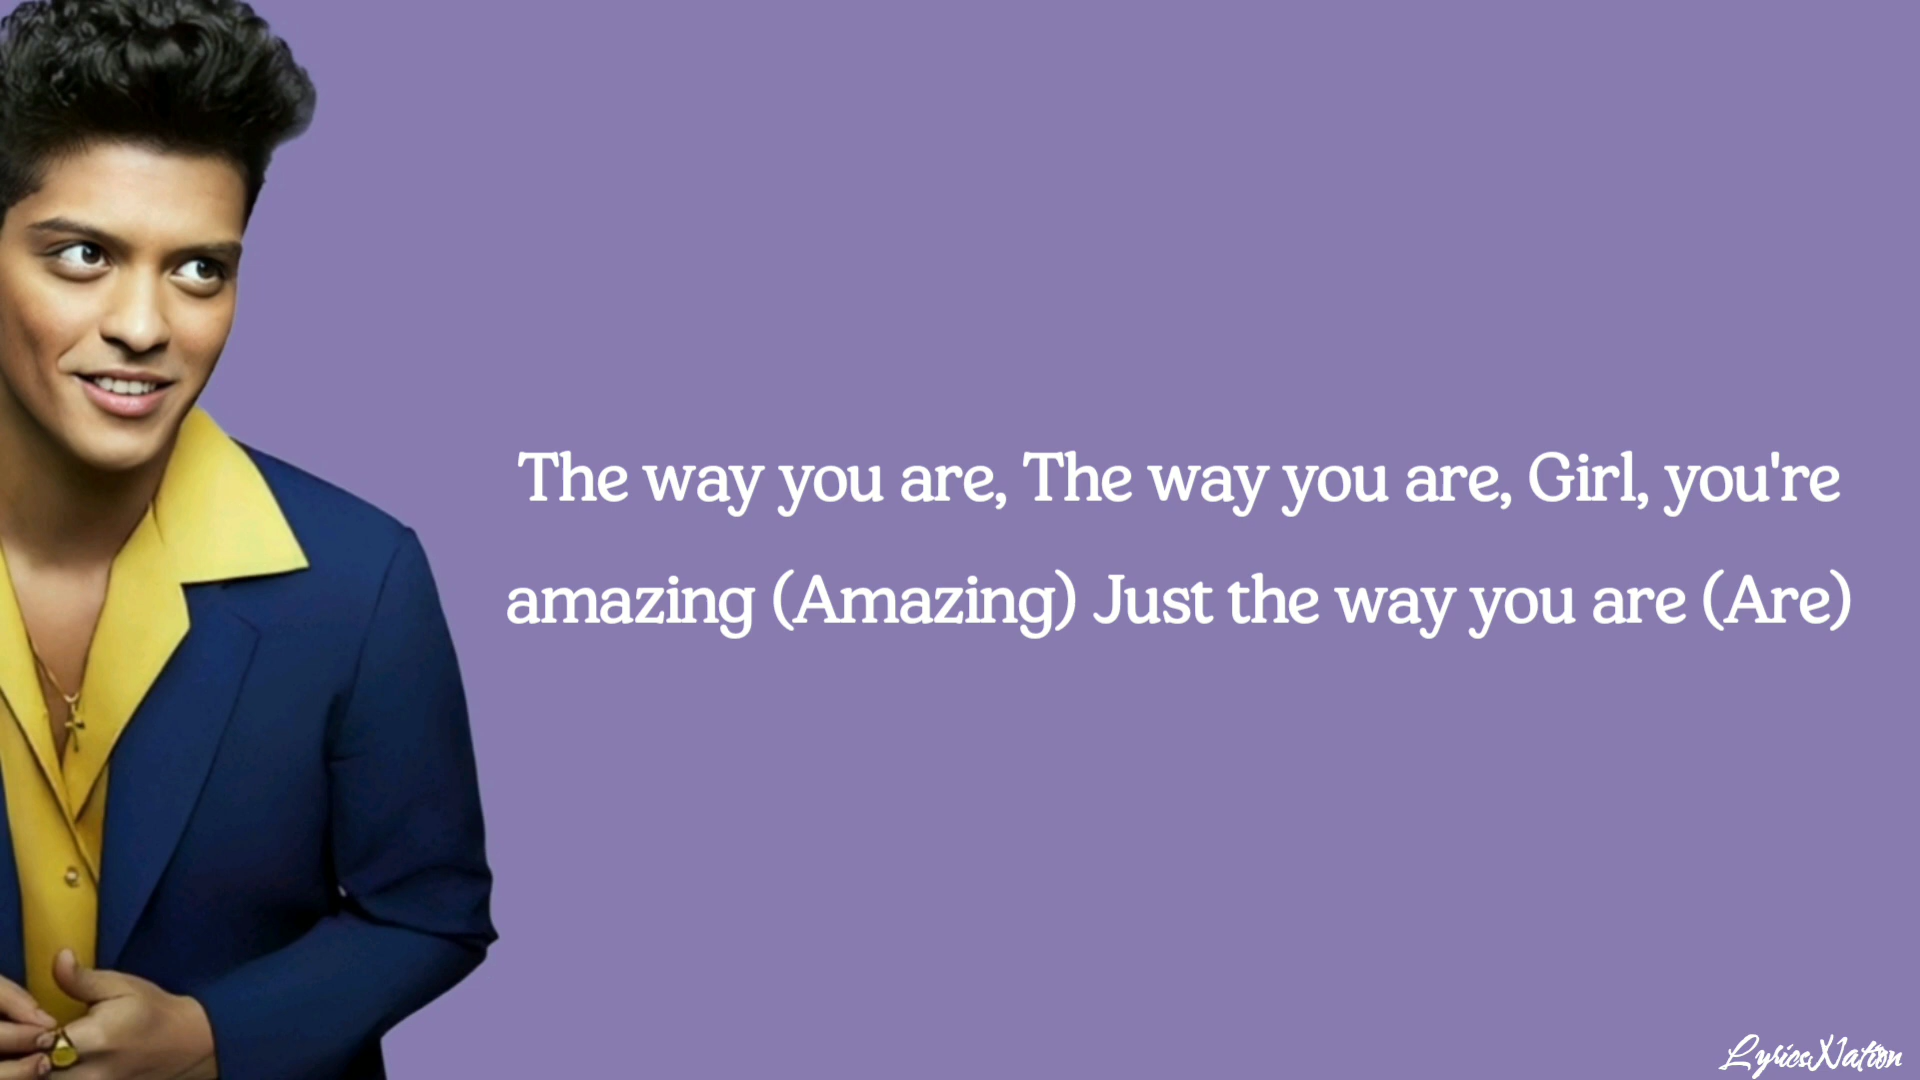 The way you are, The way you are, Girl, you're
amazing (Amazing) Just the way you are (Are)
LyricsNation